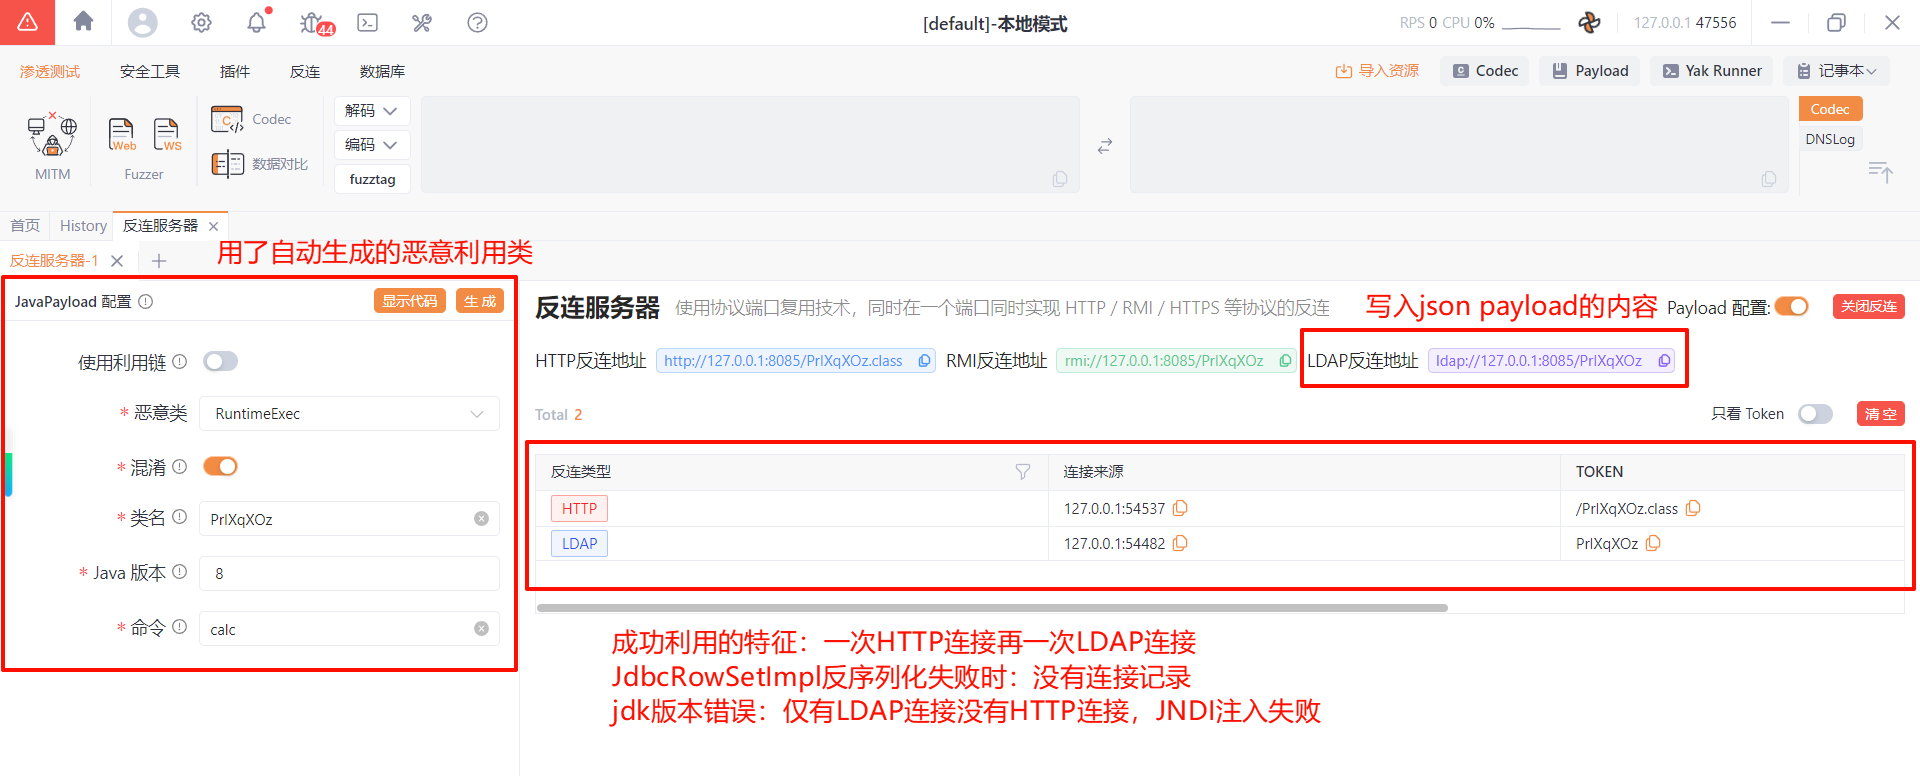 44
[default]-本地模式
RPS 0 CPU 0%
127.0.0.1 47556
渗透测试 安全工具 插件 反连 数据库
导入资源 Codec Payload Yak Runner 记事本
MITM
Web WS
Fuzzer
Codec
数据对比
解码
编码
fuzztag
Codec
DNSLog
首页 History 反连服务器
反连服务器-1
用了自动生成的恶意利用类
JavaPayload 配置 显示代码 生成
使用利用链
* 恶意类 RuntimeExec
* 混淆
* 类名 PrlXqXOz
* Java 版本 8
* 命令 calc
反连服务器 使用协议端口复用技术，同时在一个端口同时实现 HTTP / RMI / HTTPS 等协议的反连
写入json payload的内容
Payload 配置: 关闭反连
HTTP反连地址 http://127.0.0.1:8085/PrlXqXOz.class RMI反连地址 rmi://127.0.0.1:8085/PrlXqXOz LDAP反连地址 ldap://127.0.0.1:8085/PrlXqXOz
Total 2 只看 Token 清空
反连类型 连接来源 TOKEN
HTTP 127.0.0.1:54537 /PrlXqXOz.class
LDAP 127.0.0.1:54482 PrlXqXOz
成功利用的特征：一次HTTP连接再一次LDAP连接
JdbcRowSetImpl反序列化失败时：没有连接记录
jdk版本错误：仅有LDAP连接没有HTTP连接，JNDI注入失败